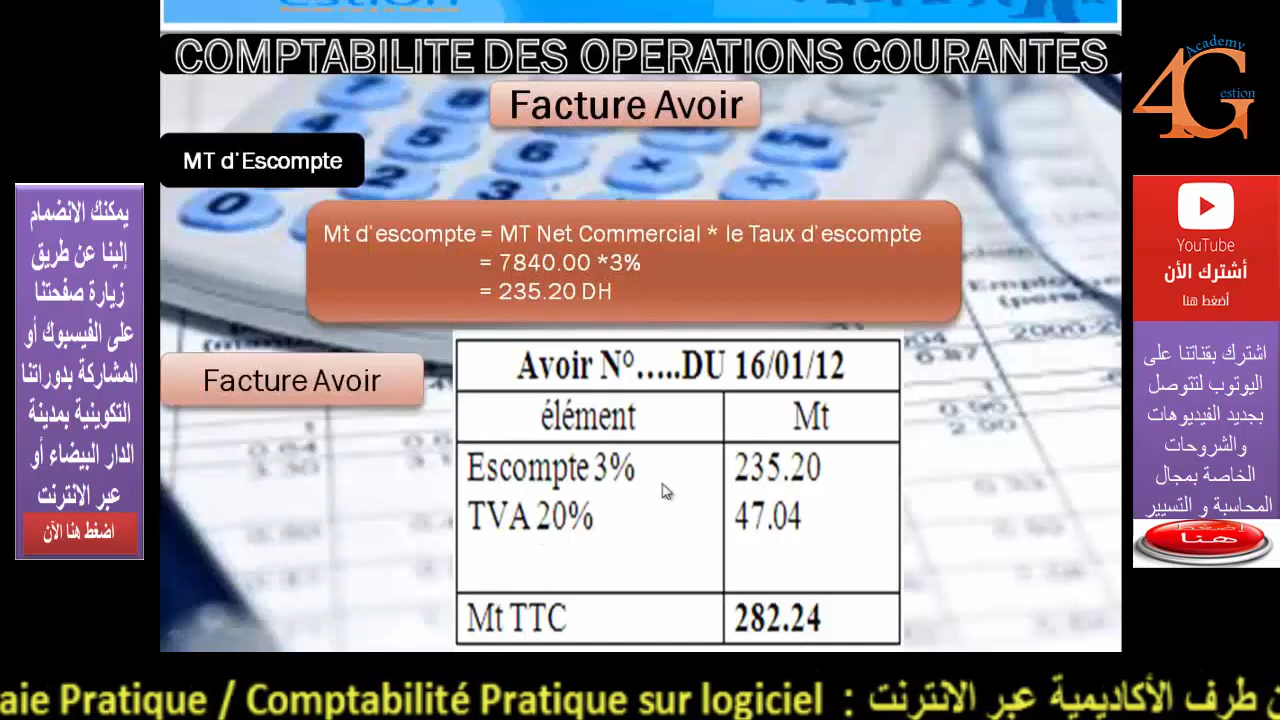 COMPTABILITE DES OPERATIONS COURANTES
Facture Avoir
MT d'Escompte
Mt d'escompte = MT Net Commercial * le Taux d'escompte
= 7840.00 *3%
= 235.20 DH
Facture Avoir
Avoir N°.....DU 16/01/12
élément Mt
Escompte 3% 235.20
TVA 20% 47.04
Mt TTC 282.24
يمكنك الانضمام
إلينا عن طريق
زيارة صفحتنا
على الفيسبوك أو
المشاركة بدوراتنا
التكوينية بمدينة
الدار البيضاء أو
عبر الانترنت
اضغط هنا الآن
4G
Academy
estion
YouTube
أشترك الأن
أضغط هنا
اشترك بقناتنا على
اليوتوب لتتوصل
بجديد الفيديوهات
والشروحات
الخاصة بمجال
المحاسبة و التسيير
اضغط
هنا
aie Pratique / Comptabilité Pratique sur logiciel : ن طرف الأكاديمية عبر الانترنت